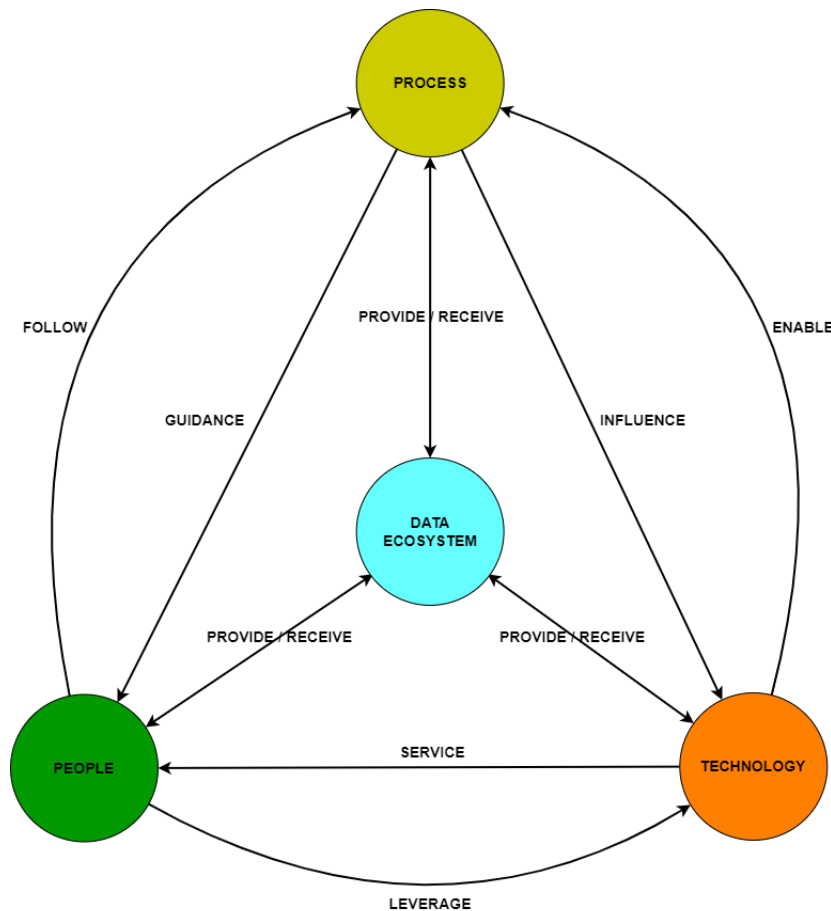 PROCESS
FOLLOW
PROVIDE / RECEIVE
ENABLE
GUIDANCE
INFLUENCE
DATA
ECOSYSTEM
PROVIDE / RECEIVE
PROVIDE / RECEIVE
SERVICE
PEOPLE
TECHNOLOGY
LEVERAGE